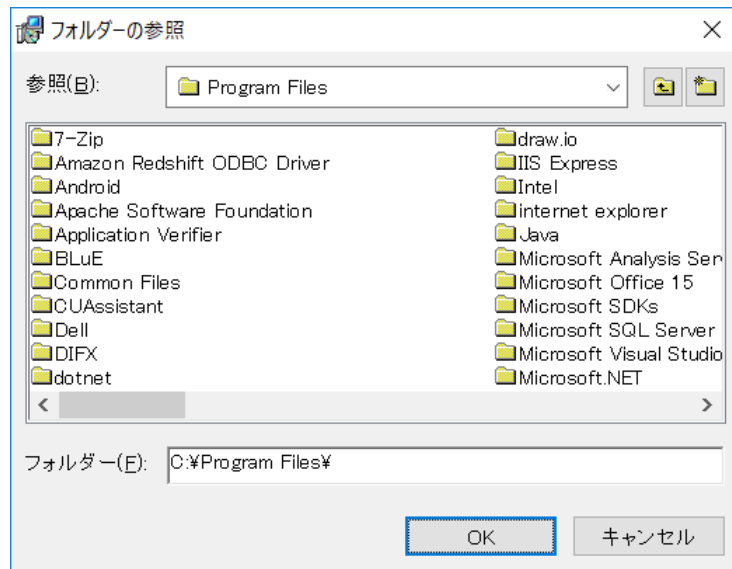 フォルダーの参照
参照(B):
Program Files
7-Zip
Amazon Redshift ODBC Driver
Android
Apache Software Foundation
Application Verifier
BLuE
Common Files
CUAssistant
Dell
DIFX
dotnet
draw.io
IIS Express
Intel
internet explorer
Java
Microsoft Analysis Ser
Microsoft Office 15
Microsoft SDKs
Microsoft SQL Server
Microsoft Visual Studio
Microsoft.NET
フォルダー(F):
C:¥Program Files¥
OK
キャンセル